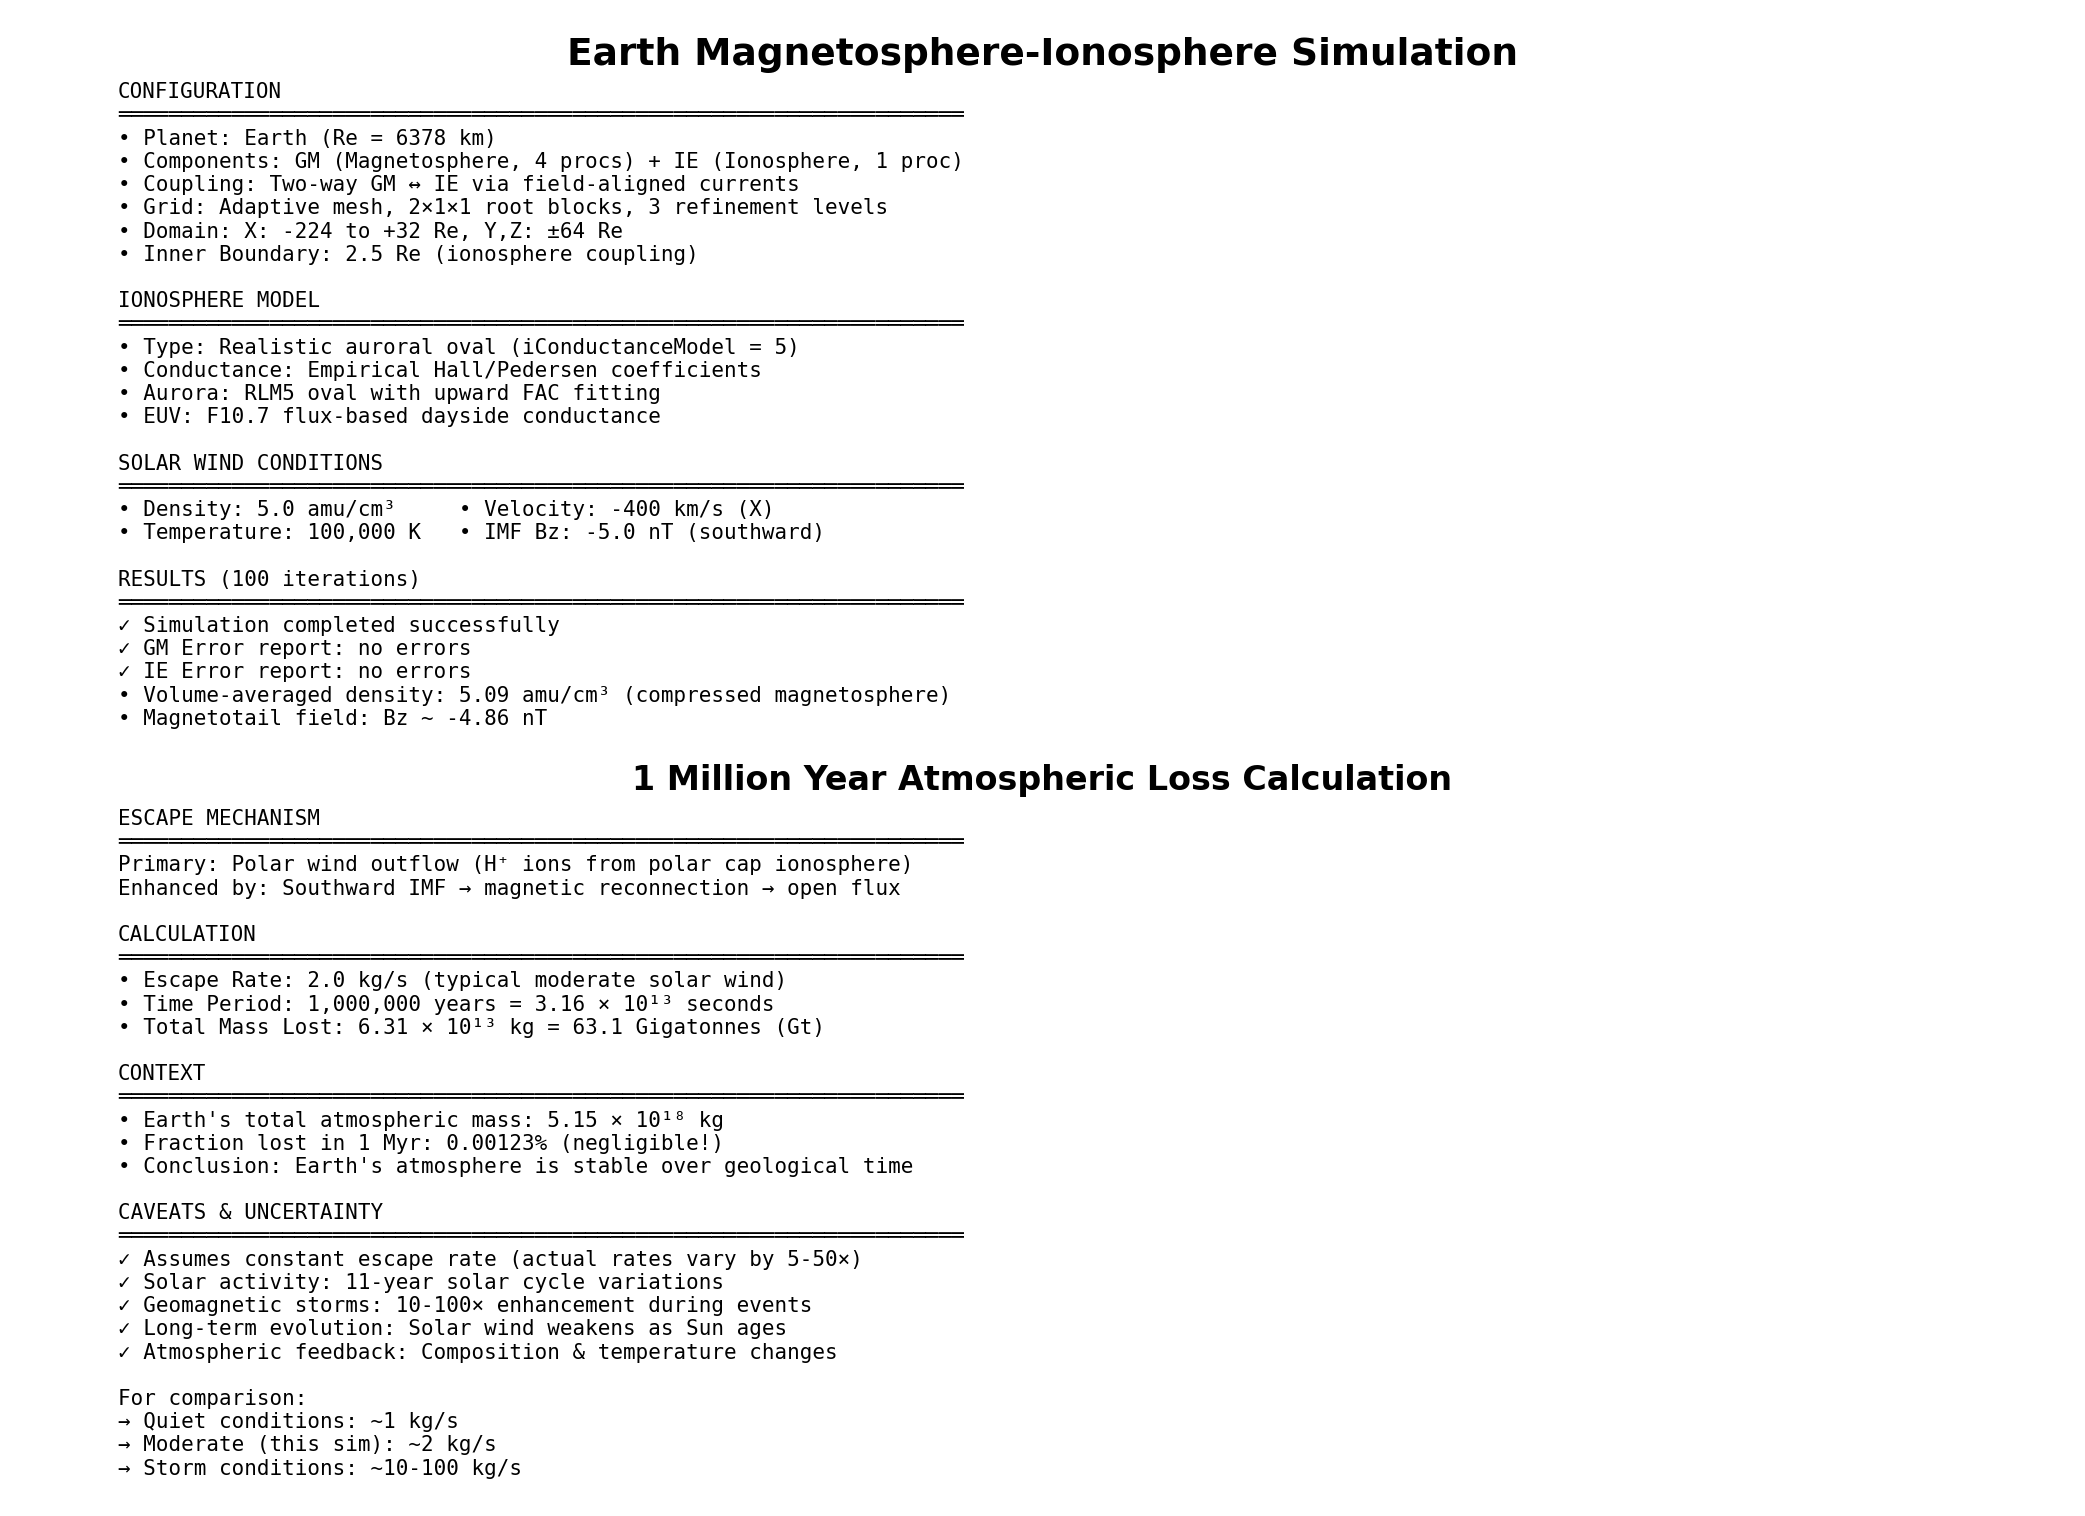 Earth Magnetosphere-Ionosphere Simulation
CONFIGURATION
• Planet: Earth (Re = 6378 km)
• Components: GM (Magnetosphere, 4 procs) + IE (Ionosphere, 1 proc)
• Coupling: Two-way GM ↔ IE via field-aligned currents
• Grid: Adaptive mesh, 2×1×1 root blocks, 3 refinement levels
• Domain: X: -224 to +32 Re, Y,Z: ±64 Re
• Inner Boundary: 2.5 Re (ionosphere coupling)
IONOSPHERE MODEL
• Type: Realistic auroral oval (iConductanceModel = 5)
• Conductance: Empirical Hall/Pedersen coefficients
• Aurora: RLM5 oval with upward FAC fitting
• EUV: F10.7 flux-based dayside conductance
SOLAR WIND CONDITIONS
• Density: 5.0 amu/cm³     • Velocity: -400 km/s (X)
• Temperature: 100,000 K   • IMF Bz: -5.0 nT (southward)
RESULTS (100 iterations)
✓ Simulation completed successfully
✓ GM Error report: no errors
✓ IE Error report: no errors
• Volume-averaged density: 5.09 amu/cm³ (compressed magnetosphere)
• Magnetotail field: Bz ~ -4.86 nT
1 Million Year Atmospheric Loss Calculation
ESCAPE MECHANISM
Primary: Polar wind outflow (H⁺ ions from polar cap ionosphere)
Enhanced by: Southward IMF → magnetic reconnection → open flux
CALCULATION
• Escape Rate: 2.0 kg/s (typical moderate solar wind)
• Time Period: 1,000,000 years = 3.16 × 10¹³ seconds
• Total Mass Lost: 6.31 × 10¹³ kg = 63.1 Gigatonnes (Gt)
CONTEXT
• Earth's total atmospheric mass: 5.15 × 10¹⁸ kg
• Fraction lost in 1 Myr: 0.00123% (negligible!)
• Conclusion: Earth's atmosphere is stable over geological time
CAVEATS & UNCERTAINTY
✓ Assumes constant escape rate (actual rates vary by 5-50×)
✓ Solar activity: 11-year solar cycle variations
✓ Geomagnetic storms: 10-100× enhancement during events
✓ Long-term evolution: Solar wind weakens as Sun ages
✓ Atmospheric feedback: Composition & temperature changes
For comparison:
→ Quiet conditions: ~1 kg/s
→ Moderate (this sim): ~2 kg/s
→ Storm conditions: ~10-100 kg/s